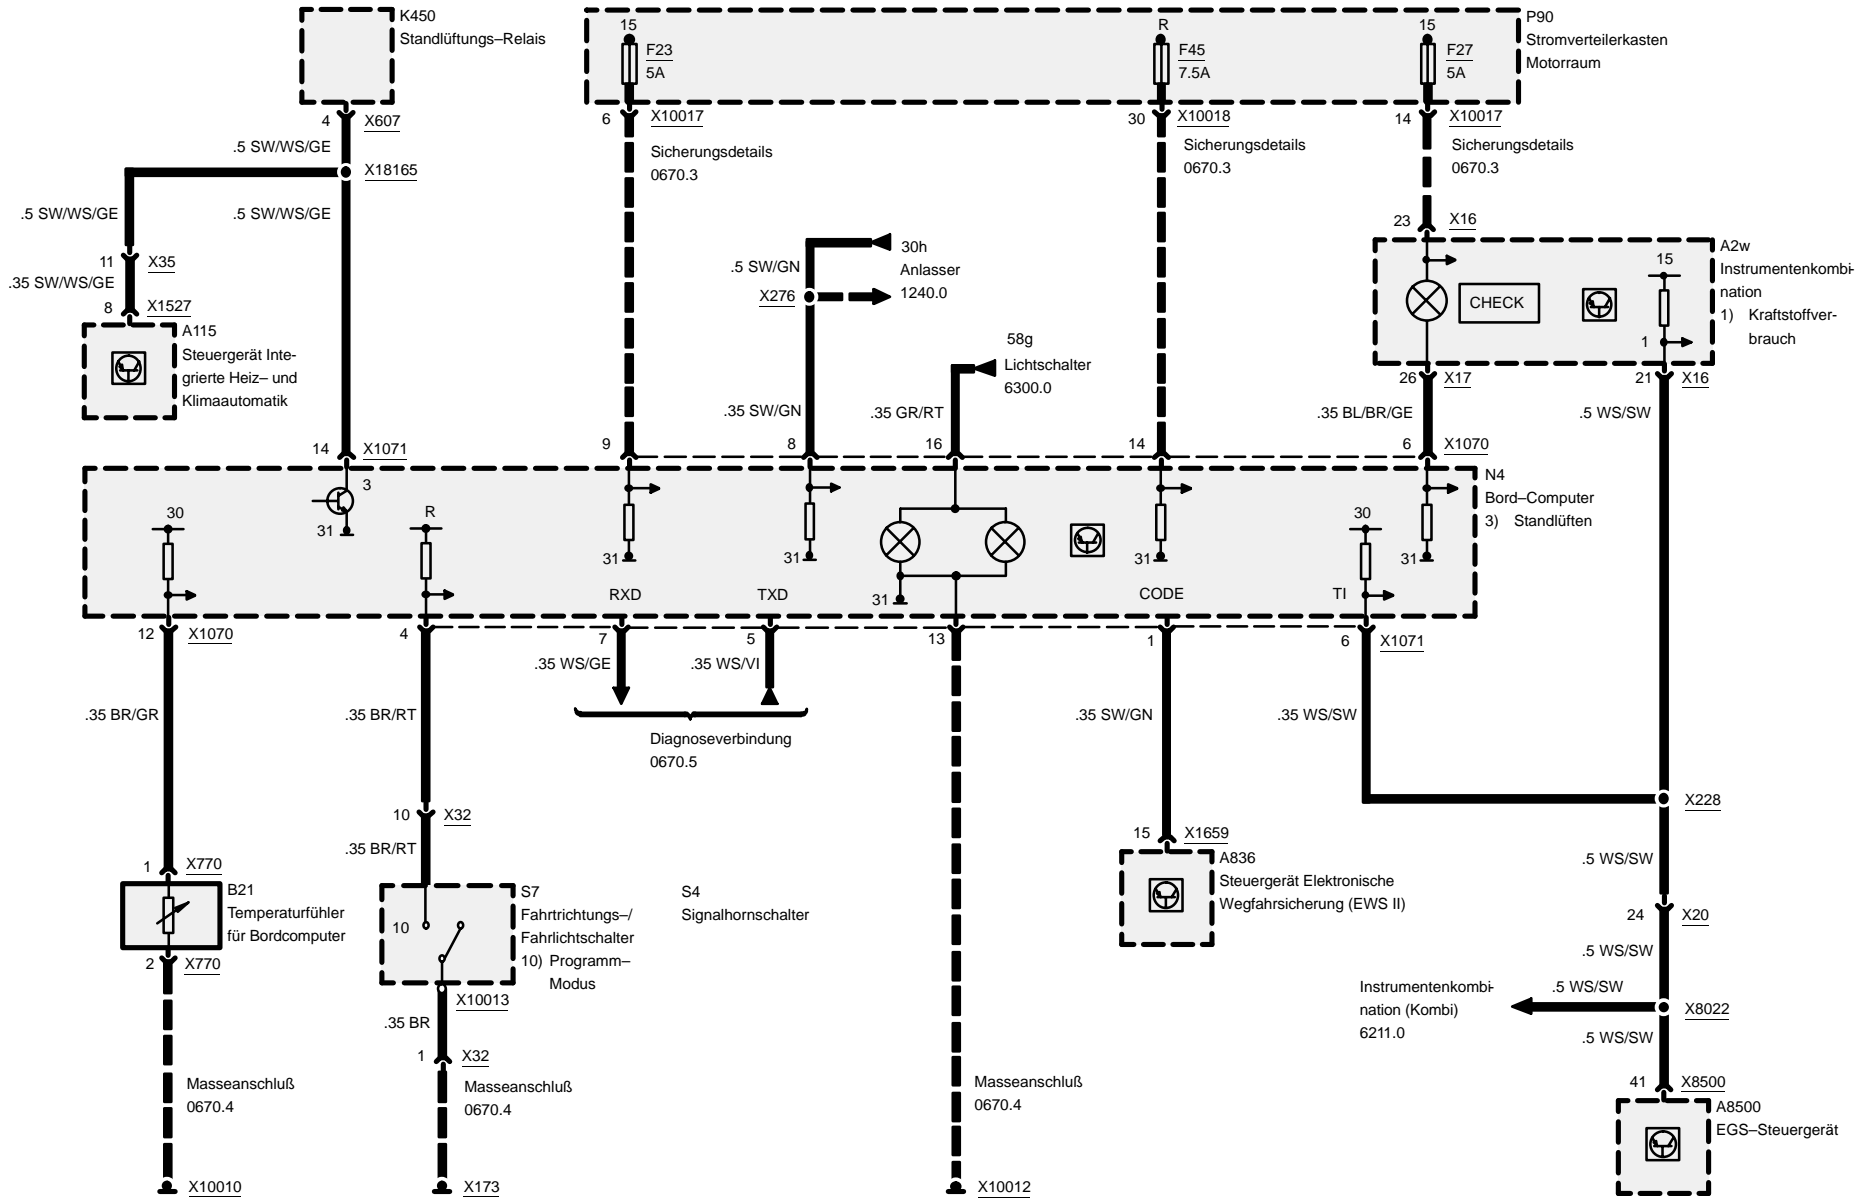 K450
Standlüftungs–Relais
15
F23
5A
R
F45
7.5A
15
F27
5A
P90
Stromverteilerkasten
Motorraum
4
X607
6
X10017
30
X10018
14
X10017
.5 SW/WS/GE
Sicherungsdetails
0670.3
Sicherungsdetails
0670.3
Sicherungsdetails
0670.3
X18165
.5 SW/WS/GE
.5 SW/WS/GE
23
X16
11
X35
.35 SW/WS/GE
8
X1527
30h
Anlasser
1240.0
.5 SW/GN
X276
A2w
Instrumentenkombi-
nation
1) Kraftstoffver-
brauch
15
CHECK
1
A115
Steuergerät Inte-
grierte Heiz– und
Klimaautomatik
58g
Lichtschalter
6300.0
26
X17
21
X16
.35 SW/GN
.35 GR/RT
.35 BL/BR/GE
.5 WS/SW
14
X1071
9
8
16
14
6
X1070
N4
Bord–Computer
3) Standlüften
3
31
30
R
31
31
31
31
30
31
RXD
TXD
CODE
TI
12
X1070
4
7
5
13
1
6
X1071
.35 WS/GE
.35 WS/VI
.35 BR/GR
.35 BR/RT
Diagnoseverbindung
0670.5
.35 SW/GN
.35 WS/SW
X228
10
X32
.35 BR/RT
15
X1659
A836
Steuergerät Elektronische
Wegfahrsicherung (EWS II)
.5 WS/SW
1
X770
B21
Temperaturfühler
für Bordcomputer
2
X770
S7
Fahrtrichtungs–/
Fahrlichtschalter
10) Programm–
Modus
10
S4
Signalhornschalter
24
X20
.5 WS/SW
X10013
.35 BR
1
X32
Instrumentenkombi-
nation (Kombi)
6211.0
.5 WS/SW
X8022
.5 WS/SW
Masseanschluß
0670.4
Masseanschluß
0670.4
Masseanschluß
0670.4
41
X8500
A8500
EGS–Steuergerät
X10010
X173
X10012